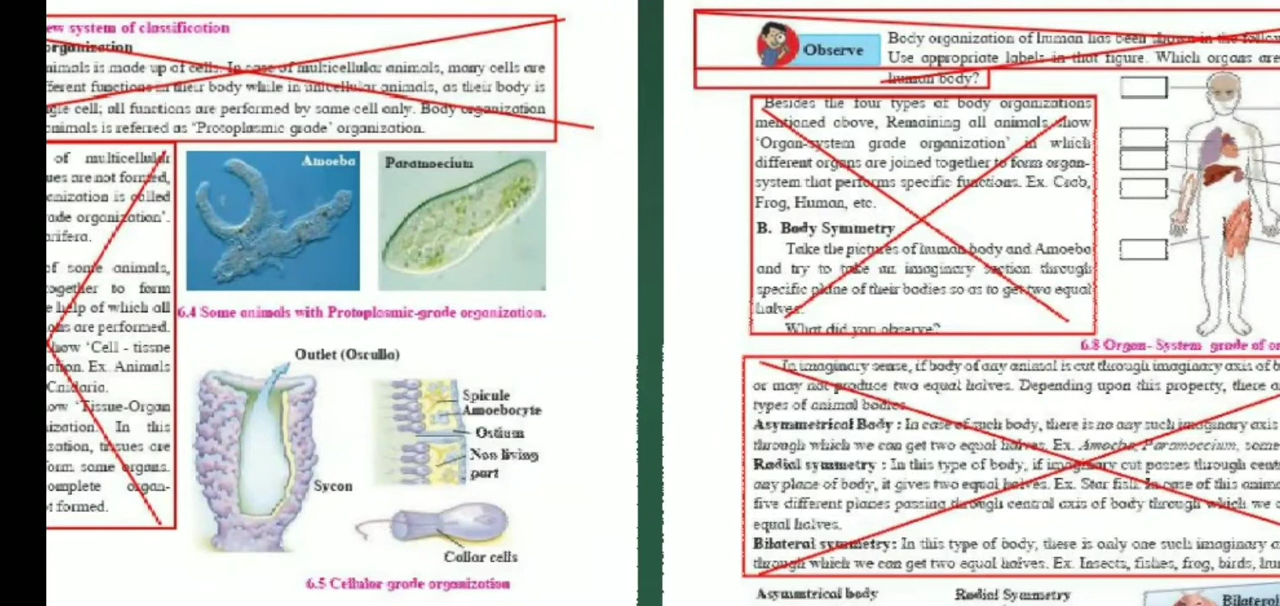 ew system of classification
organization
nimals is made up of cells. In case of multicellular animals, many cells are
ferent functions in their body while in unicellular animals, as their body is
gle cell; all functions are performed by same cell only. Body organization
animals is referred as 'Protoplasmic grade' organization.
of multicellular
ues are not formed,
anization is called
ade organization'.
orifera.
of some animals,
together to form
e help of which all
ons are performed.
how 'Cell - tissue
ation. Ex. Animals
Cnidaria.
ow 'Tissue-Organ
ization. In this
zation, tissues are
orm some organs.
omplete organ-
t formed.
Amoeba
Paramoecium
6.4 Some animals with Protoplasmic-grade organization.
Outlet (Osculla)
Spicule
Amoebocyte
Ostium
Non living
part
Sycon
Collar cells
6.5 Cellular grade organization
Observe
Body organization of human has been shown in the follow
Use appropriate labels in that figure. Which organs are
human body?
Besides the four types of body organizations
mentioned above, Remaining all animals show
'Organ-system grade organization' in which
different organs are joined together to form organ-
system that performs specific functions. Ex. Crab,
Frog, Human, etc.
B. Body Symmetry
Take the pictures of human body and Amoeba
and try to take an imaginary section through
specific plane of their bodies so as to get two equal
halves.
What did you observe?
6.8 Organ- System grade of or
In imaginary sense, if body of any animal is cut through imaginary axis of b
or may not produce two equal halves. Depending upon this property, there a
types of animal bodies.
Asymmetrical Body : In case of such body, there is no any such imaginary axis
through which we can get two equal halves. Ex. Amoeba, Paramoecium, some
Radial symmetry : In this type of body, if imaginary cut passes through cent
any plane of body, it gives two equal halves. Ex. Star fish. In case of this anima
five different planes passing through central axis of body through which we c
equal halves.
Bilateral symmetry: In this type of body, there is only one such imaginary a
through which we can get two equal halves. Ex. Insects, fishes, frog, birds, hum
Asymmtrical body
Radial Symmetry
Bilateral